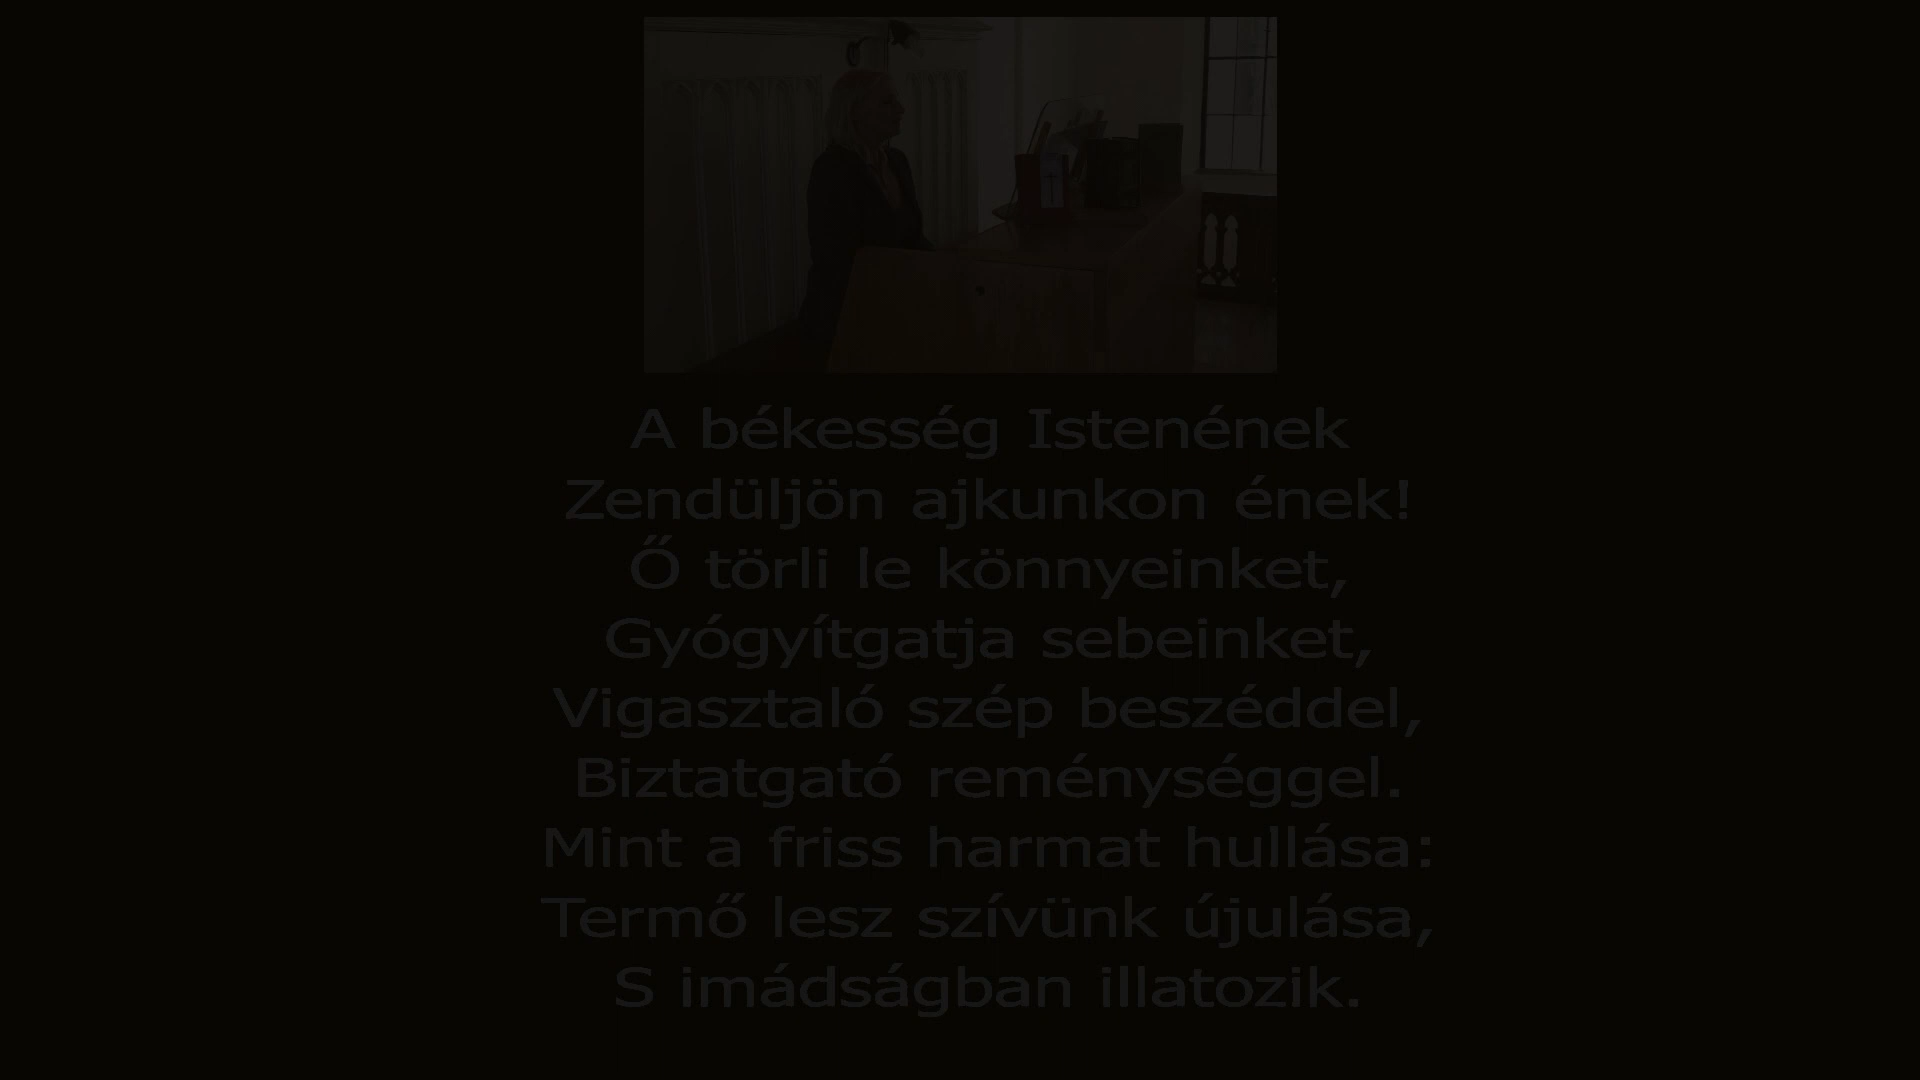 A békesség Istenének
Zendüljön ajkunkon ének!
Ő törli le könnyeinket,
Gyógyítgatja sebeinket,
Vigasztaló szép beszéddel,
Biztatgató reménységgel.
Mint a friss harmat hullása:
Termő lesz szívünk újulása,
S imádságban illatozik.